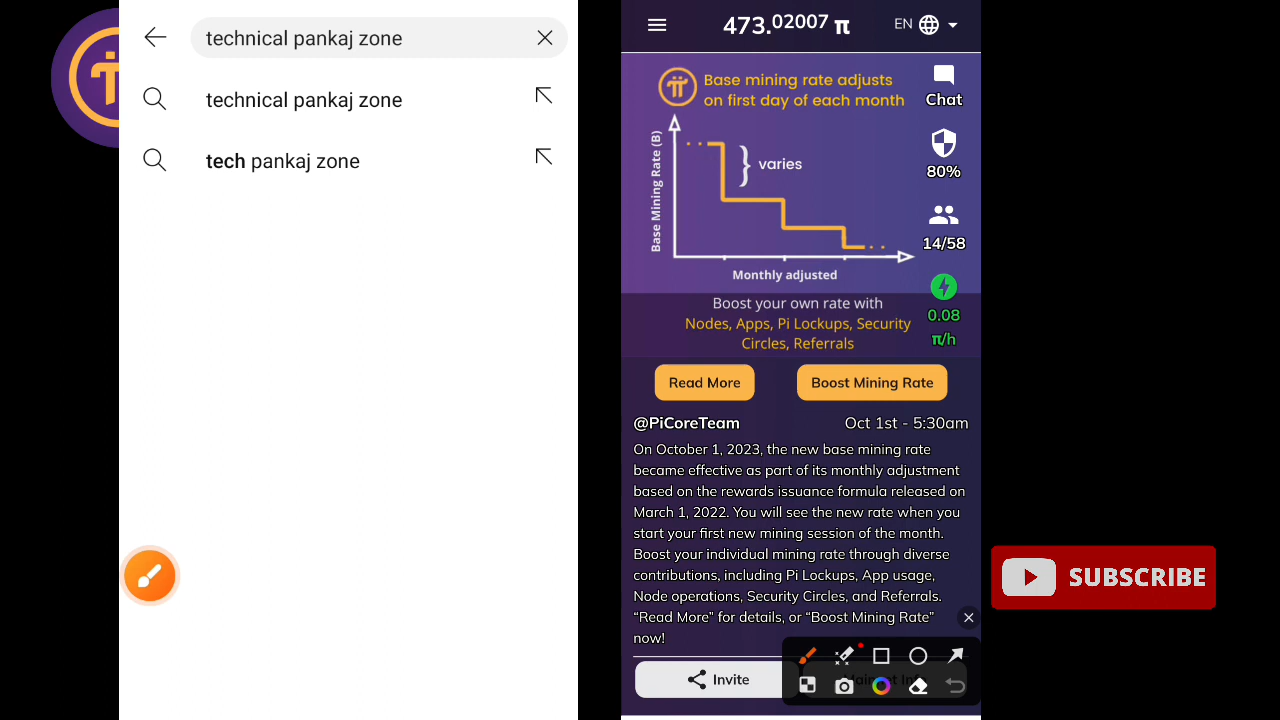 technical pankaj zone
technical pankaj zone
tech pankaj zone
473.02007 π
EN
Base mining rate adjusts
on first day of each month
Chat
80%
14/58
0.08
π/h
Base Mining Rate (B)
} varies
Monthly adjusted
Boost your own rate with
Nodes, Apps, Pi Lockups, Security
Circles, Referrals
Read More
Boost Mining Rate
@PiCoreTeam
Oct 1st - 5:30am
On October 1, 2023, the new base mining rate
became effective as part of its monthly adjustment
based on the rewards issuance formula released on
March 1, 2022. You will see the new rate when you
start your first new mining session of the month.
Boost your individual mining rate through diverse
contributions, including Pi Lockups, App usage,
Node operations, Security Circles, and Referrals.
“Read More” for details, or “Boost Mining Rate”
now!
Invite
SUBSCRIBE